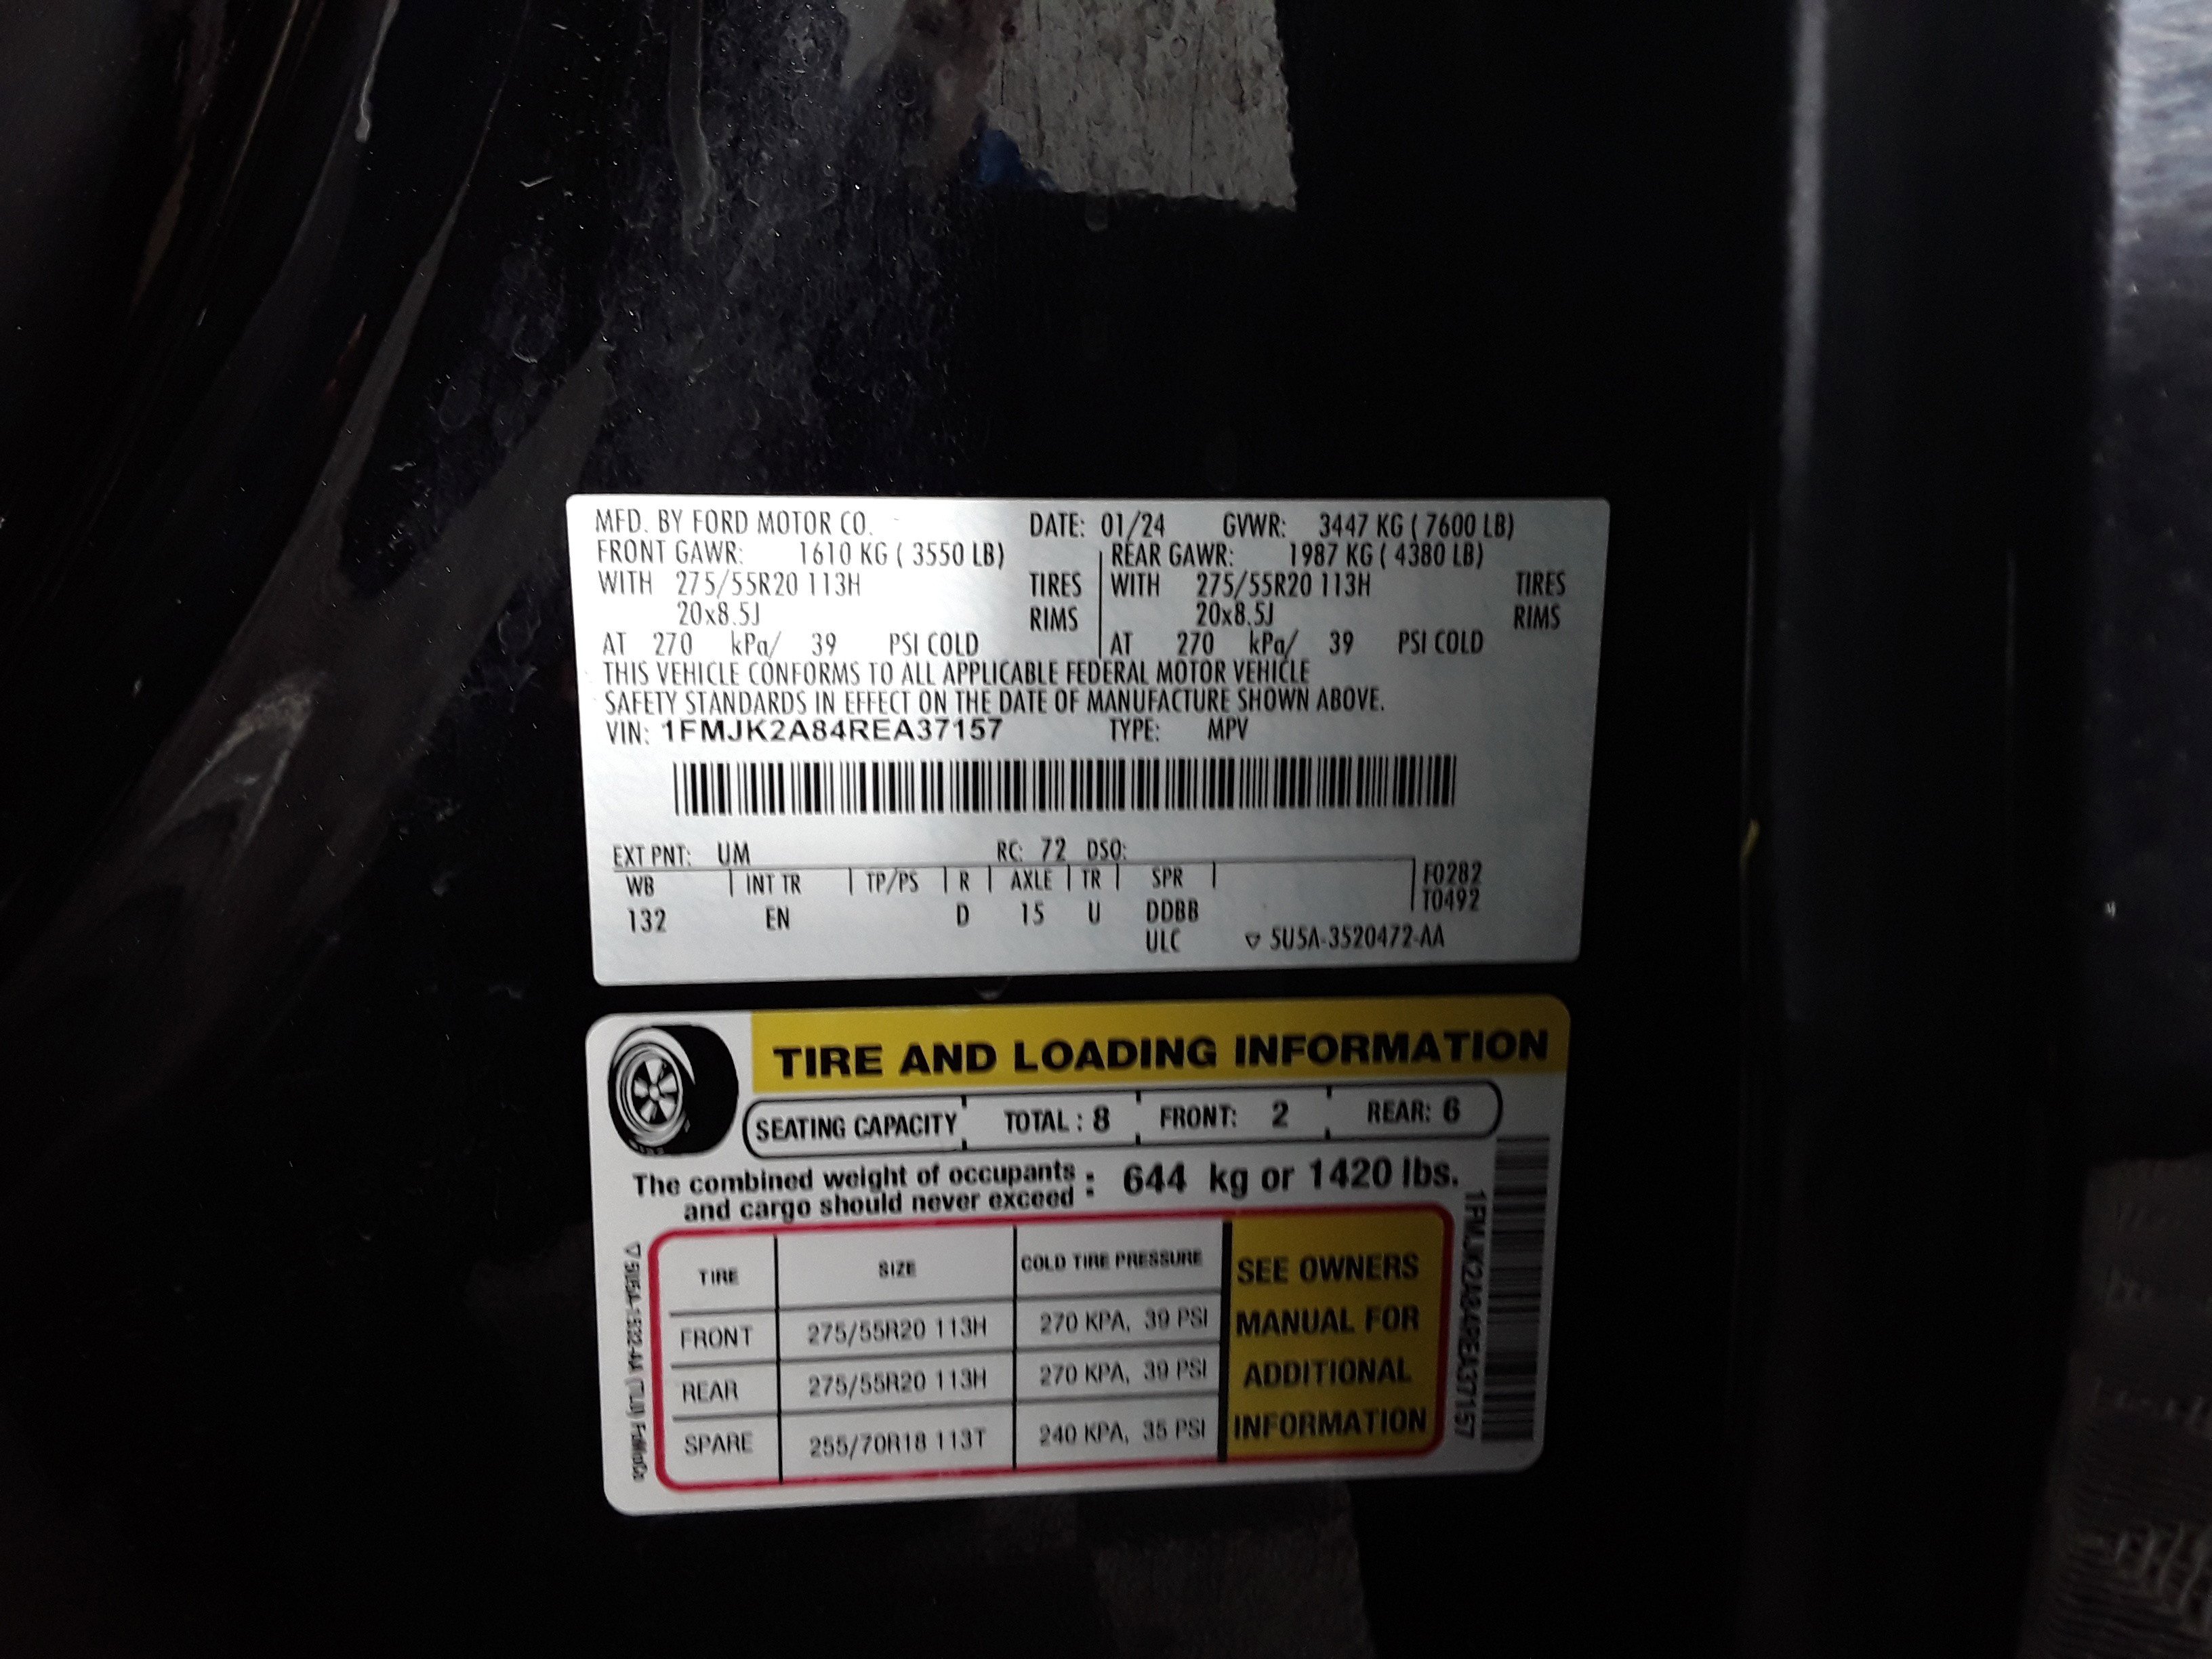 MFD. BY FORD MOTOR CO. DATE: 01/24 GVWR: 3447 KG ( 7600 LB)
FRONT GAWR: 1610 KG ( 3550 LB) REAR GAWR: 1987 KG ( 4380 LB)
WITH 275/55R20 113H TIRES WITH 275/55R20 113H TIRES
20x8.5J RIMS 20x8.5J RIMS
AT 270 kPa/ 39 PSI COLD AT 270 kPa/ 39 PSI COLD
THIS VEHICLE CONFORMS TO ALL APPLICABLE FEDERAL MOTOR VEHICLE
SAFETY STANDARDS IN EFFECT ON THE DATE OF MANUFACTURE SHOWN ABOVE.
VIN: 1FMJK2A84REA37157 TYPE: MPV
EXT PNT: UM RC: 72 DSO:
WB INT TR TP/PS R AXLE TR SPR F0282
T0492
132 EN D 15 U DDBB
ULC ▽ 5U5A-3520472-AA
TIRE AND LOADING INFORMATION
SEATING CAPACITY TOTAL : 8 FRONT: 2 REAR: 6
The combined weight of occupants
and cargo should never exceed : 644 kg or 1420 lbs.
TIRE SIZE COLD TIRE PRESSURE
FRONT 275/55R20 113H 270 KPA, 39 PSI
REAR 275/55R20 113H 270 KPA, 39 PSI
SPARE 255/70R18 113T 240 KPA, 35 PSI
SEE OWNERS
MANUAL FOR
ADDITIONAL
INFORMATION
1FMJK2A84REA37157